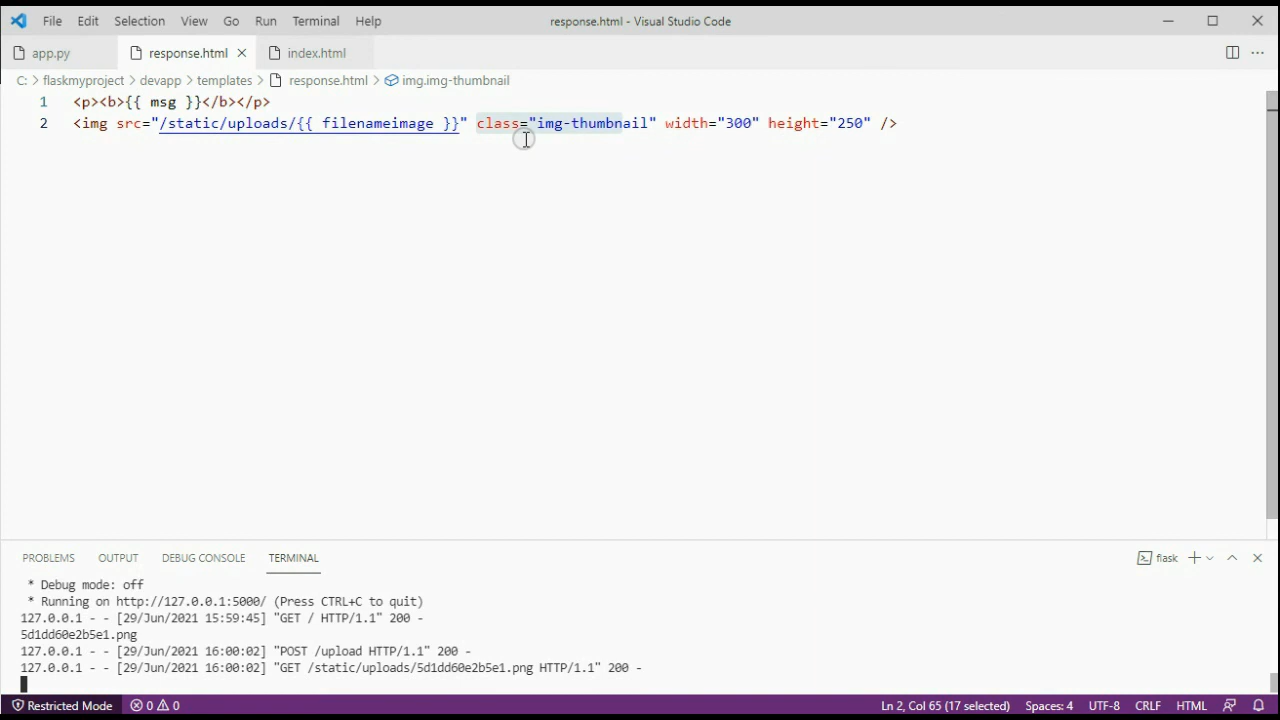 File Edit Selection View Go Run Terminal Help response.html - Visual Studio Code
app.py response.html index.html
C: > flaskmyproject > devapp > templates > response.html > img.img-thumbnail
1 <p><b>{{ msg }}</b></p>
2 <img src="/static/uploads/{{ filenameimage }}" class="img-thumbnail" width="300" height="250" />
PROBLEMS OUTPUT DEBUG CONSOLE TERMINAL flask
* Debug mode: off
* Running on http://127.0.0.1:5000/ (Press CTRL+C to quit)
127.0.0.1 - - [29/Jun/2021 15:59:45] "GET / HTTP/1.1" 200 -
5d1dd60e2b5e1.png
127.0.0.1 - - [29/Jun/2021 16:00:02] "POST /upload HTTP/1.1" 200 -
127.0.0.1 - - [29/Jun/2021 16:00:02] "GET /static/uploads/5d1dd60e2b5e1.png HTTP/1.1" 200 -
Restricted Mode 0 0 Ln 2, Col 65 (17 selected) Spaces: 4 UTF-8 CRLF HTML